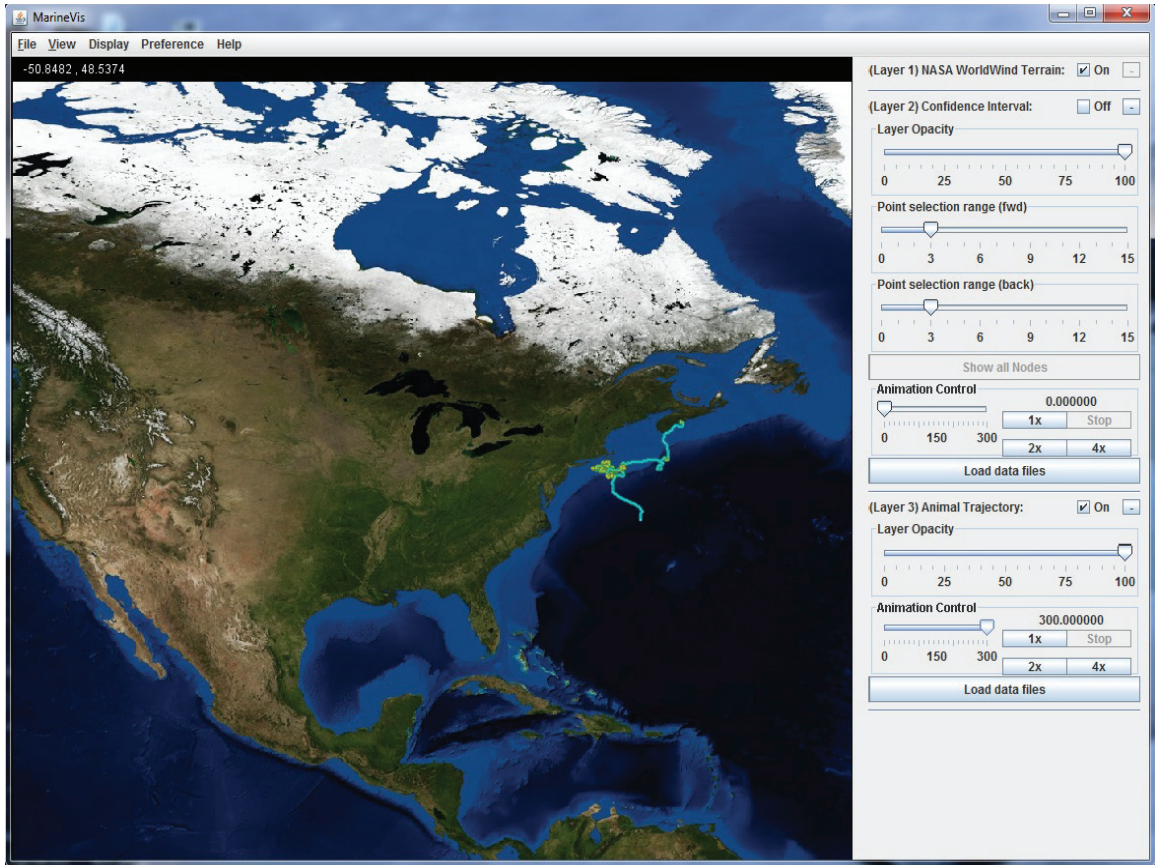 MarineVis
File View Display Preference Help
-50.8482 , 48.5374
(Layer 1) NASA WorldWind Terrain: On -
(Layer 2) Confidence Interval: Off -
Layer Opacity
0 25 50 75 100
Point selection range (fwd)
0 3 6 9 12 15
Point selection range (back)
0 3 6 9 12 15
Show all Nodes
Animation Control
0.000000
1x Stop
0 150 300
2x 4x
Load data files
(Layer 3) Animal Trajectory: On -
Layer Opacity
0 25 50 75 100
Animation Control
300.000000
1x Stop
0 150 300
2x 4x
Load data files